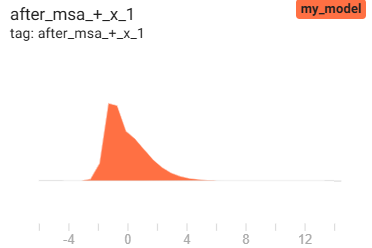 after_msa_+_x_1
my_model
tag: after_msa_+_x_1
-4 0 4 8 12